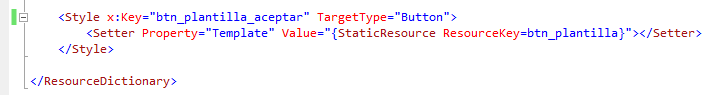 <Style x:Key="btn_plantilla_aceptar" TargetType="Button">
<Setter Property="Template" Value="{StaticResource ResourceKey=btn_plantilla}"></Setter>
</Style>
</ResourceDictionary>